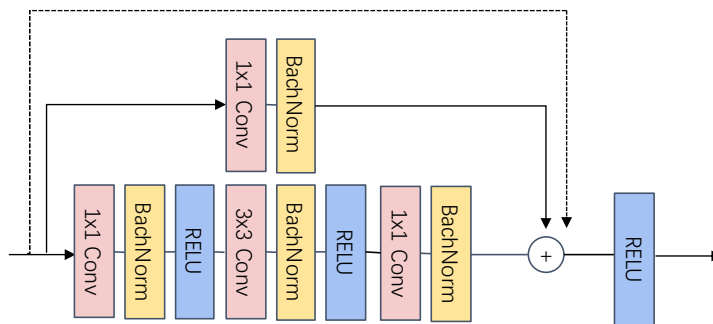 1x1 Conv
BachNorm
1x1 Conv
BachNorm
RELU
3x3 Conv
BachNorm
RELU
1x1 Conv
BachNorm
+
RELU